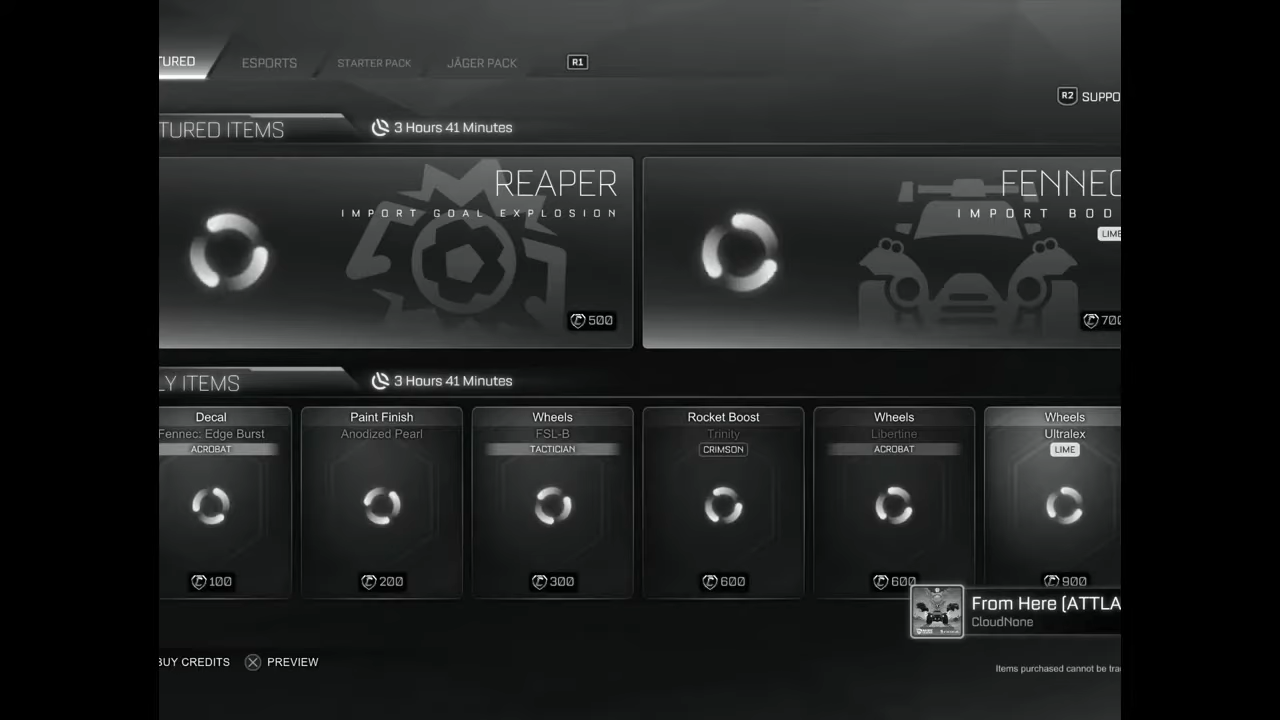 TURED
ESPORTS
STARTER PACK
JÄGER PACK
R1
R2 SUPPO
TURED ITEMS
3 Hours 41 Minutes
REAPER
IMPORT GOAL EXPLOSION
500
FENNEC
IMPORT BOD
LIME
700
LY ITEMS
3 Hours 41 Minutes
Decal
Fennec: Edge Burst
ACROBAT
100
Paint Finish
Anodized Pearl
200
Wheels
FSL-B
TACTICIAN
300
Rocket Boost
Trinity
CRIMSON
600
Wheels
Libertine
ACROBAT
600
Wheels
Ultralex
LIME
900
From Here [ATTLA
CloudNone
BUY CREDITS
PREVIEW
Items purchased cannot be tra